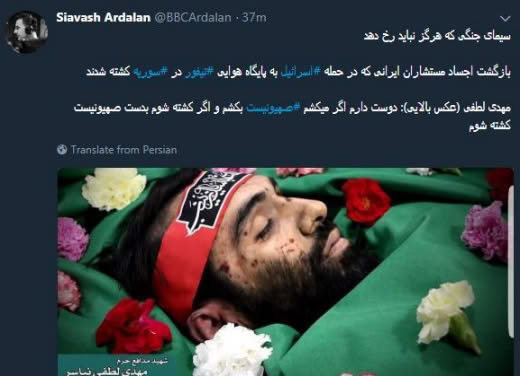 Siavash Ardalan @BBCArdalan · 37m
سیمای جنگی که هرگز نباید رخ دهد
بازگشت اجساد مستشاران ایرانی که در حمله #اسراییل به پایگاه هوایی #تیفور در #سوریه کشته شدند
مهدی لطفی (عکس بالایی): دوست دارم اگر میکشم #صهیونیست بکشم و اگر کشته شوم بدست صهیونیست
کشته شوم
Translate from Persian
شهید مدافع حرم
مهدی لطفی نیاسر